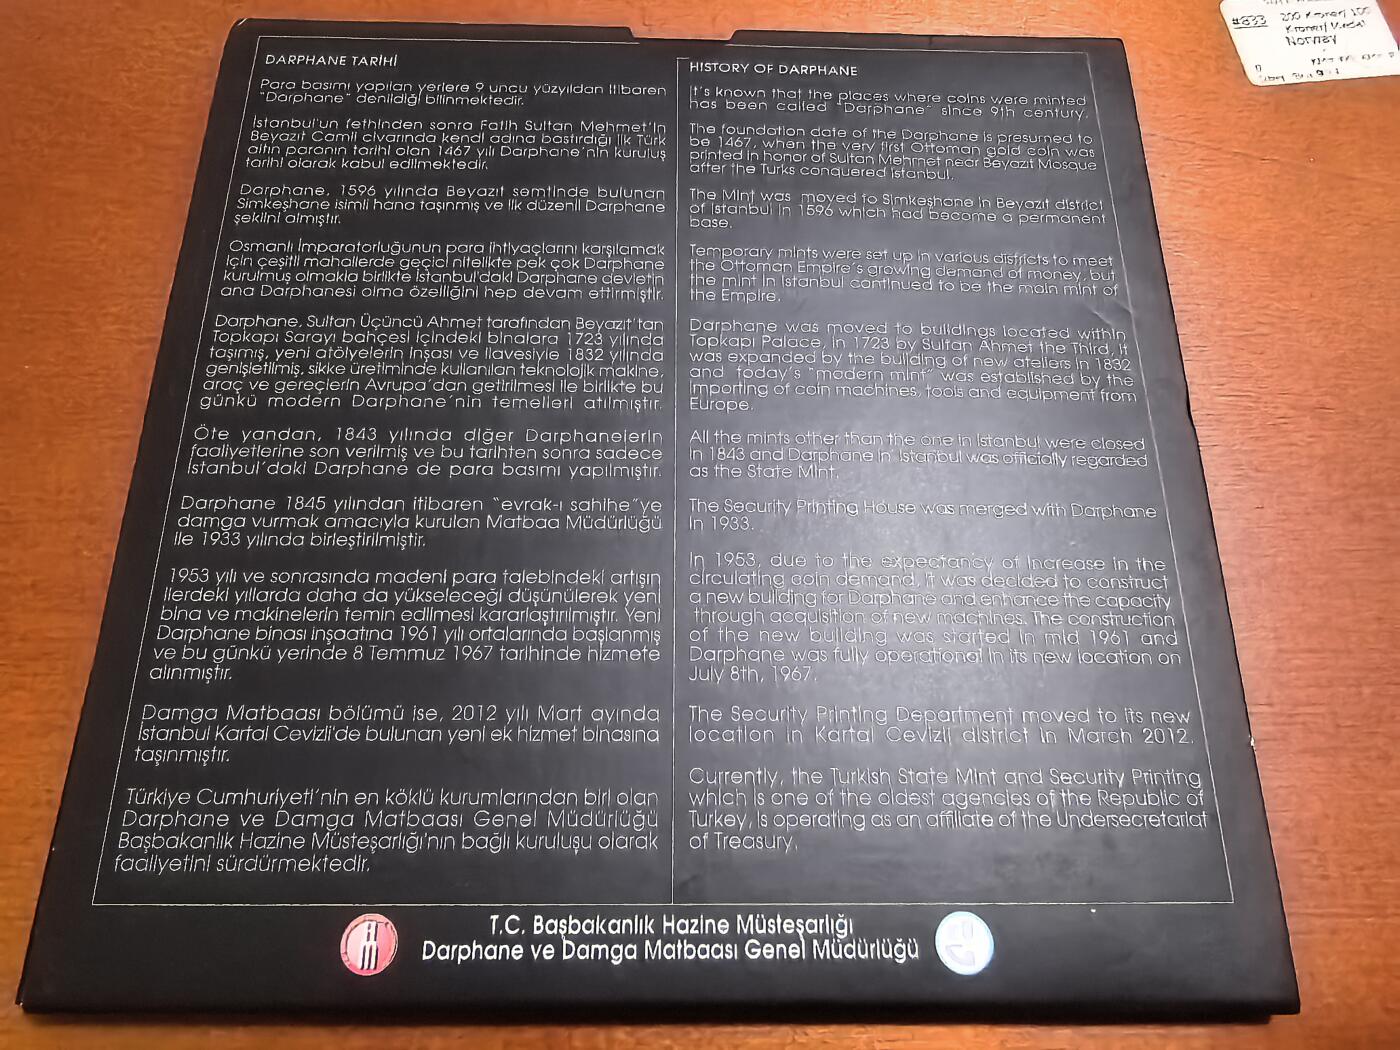 DARPHANE TARİHİ
Para basımı yapılan yerlere 9 uncu yüzyıldan itibaren
"Darphane" denildiği bilinmektedir.
İstanbul'un fethinden sonra Fatih Sultan Mehmet'in
Beyazıt Camii civarında kendi adına bastırdığı ilk Türk
altın paranın tarihi olan 1467 yılı Darphane'nin kuruluş
tarihi olarak kabul edilmektedir.
Darphane, 1596 yılında Beyazıt semtinde bulunan
Simkeşhane isimli hana taşınmış ve ilk düzenli Darphane
şeklini almıştır.
Osmanlı İmparatorluğunun para ihtiyaçlarını karşılamak
için çeşitli mahallerde geçici nitelikte pek çok Darphane
kurulmuş olmakla birlikte İstanbul'daki Darphane devletin
ana Darphanesi olma özelliğini hep devam ettirmiştir.
Darphane, Sultan Üçüncü Ahmet tarafından Beyazıt'tan
Topkapı Sarayı bahçesi içindeki binalara 1723 yılında
taşımış, yeni atölyelerin inşası ve ilavesiyle 1832 yılında
genişletilmiş, sikke üretiminde kullanılan teknolojik makine,
araç ve gereçlerin Avrupa'dan getirilmesi ile birlikte bu
günkü modern Darphane'nin temelleri atılmıştır.
Öte yandan, 1843 yılında diğer Darphanelerin
faaliyetlerine son verilmiş ve bu tarihten sonra sadece
İstanbul'daki Darphane de para basımı yapılmıştır.
Darphane 1845 yılından itibaren "evrak-ı sahihe"ye
damga vurmak amacıyla kurulan Matbaa Müdürlüğü
ile 1933 yılında birleştirilmiştir.
1953 yılı ve sonrasında madeni para talebindeki artışın
ilerdeki yıllarda daha da yükseleceği düşünülerek yeni
bina ve makinelerin temin edilmesi kararlaştırılmıştır. Yeni
Darphane binası inşaatına 1961 yılı ortalarında başlanmış
ve bu günkü yerinde 8 Temmuz 1967 tarihinde hizmete
alınmıştır.
Damga Matbaası bölümü ise, 2012 yılı Mart ayında
İstanbul Kartal Cevizli'de bulunan yeni ek hizmet binasına
taşınmıştır.
Türkiye Cumhuriyeti'nin en köklü kurumlarından biri olan
Darphane ve Damga Matbaası Genel Müdürlüğü
Başbakanlık Hazine Müsteşarlığı'nın bağlı kuruluşu olarak
faaliyetini sürdürmektedir.
HISTORY OF DARPHANE
It's known that the places where coins were minted
has been called "Darphane" since 9th century.
The foundation date of the Darphane is presumed to
be 1467, when the very first Ottoman gold coin was
printed in honor of Sultan Mehmet near Beyazıt Mosque
after the Turks conquered İstanbul.
The Mint was moved to Simkeşhane in Beyazıt district
of İstanbul in 1596 which had become a permanent
base.
Temporary mints were set up in various districts to meet
the Ottoman Empire's growing demand of money, but
the mint in İstanbul continued to be the main mint of
the Empire.
Darphane was moved to buildings located within
Topkapı Palace, in 1723 by Sultan Ahmet the Third, it
was expanded by the building of new ateliers in 1832
and today's "modern mint" was established by the
importing of coin machines, tools and equipment from
Europe.
All the mints other than the one in İstanbul were closed
in 1843 and Darphane in İstanbul was officially regarded
as the State Mint.
The Security Printing House was merged with Darphane
in 1933.
In 1953, due to the expectancy of increase in the
circulating coin demand, it was decided to construct
a new building for Darphane and enhance the capacity
through acquisition of new machines. The construction
of the new building was started in mid 1961 and
Darphane was fully operational in its new location on
July 8th, 1967.
The Security Printing Department moved to its new
location in Kartal Cevizli district in March 2012.
Currently, the Turkish State Mint and Security Printing
which is one of the oldest agencies of the Republic of
Turkey, is operating as an affiliate of the Undersecretariat
of Treasury.
T.C. Başbakanlık Hazine Müsteşarlığı
Darphane ve Damga Matbaası Genel Müdürlüğü
#833 200 Kroner/100
Kroner/Medal
Norway